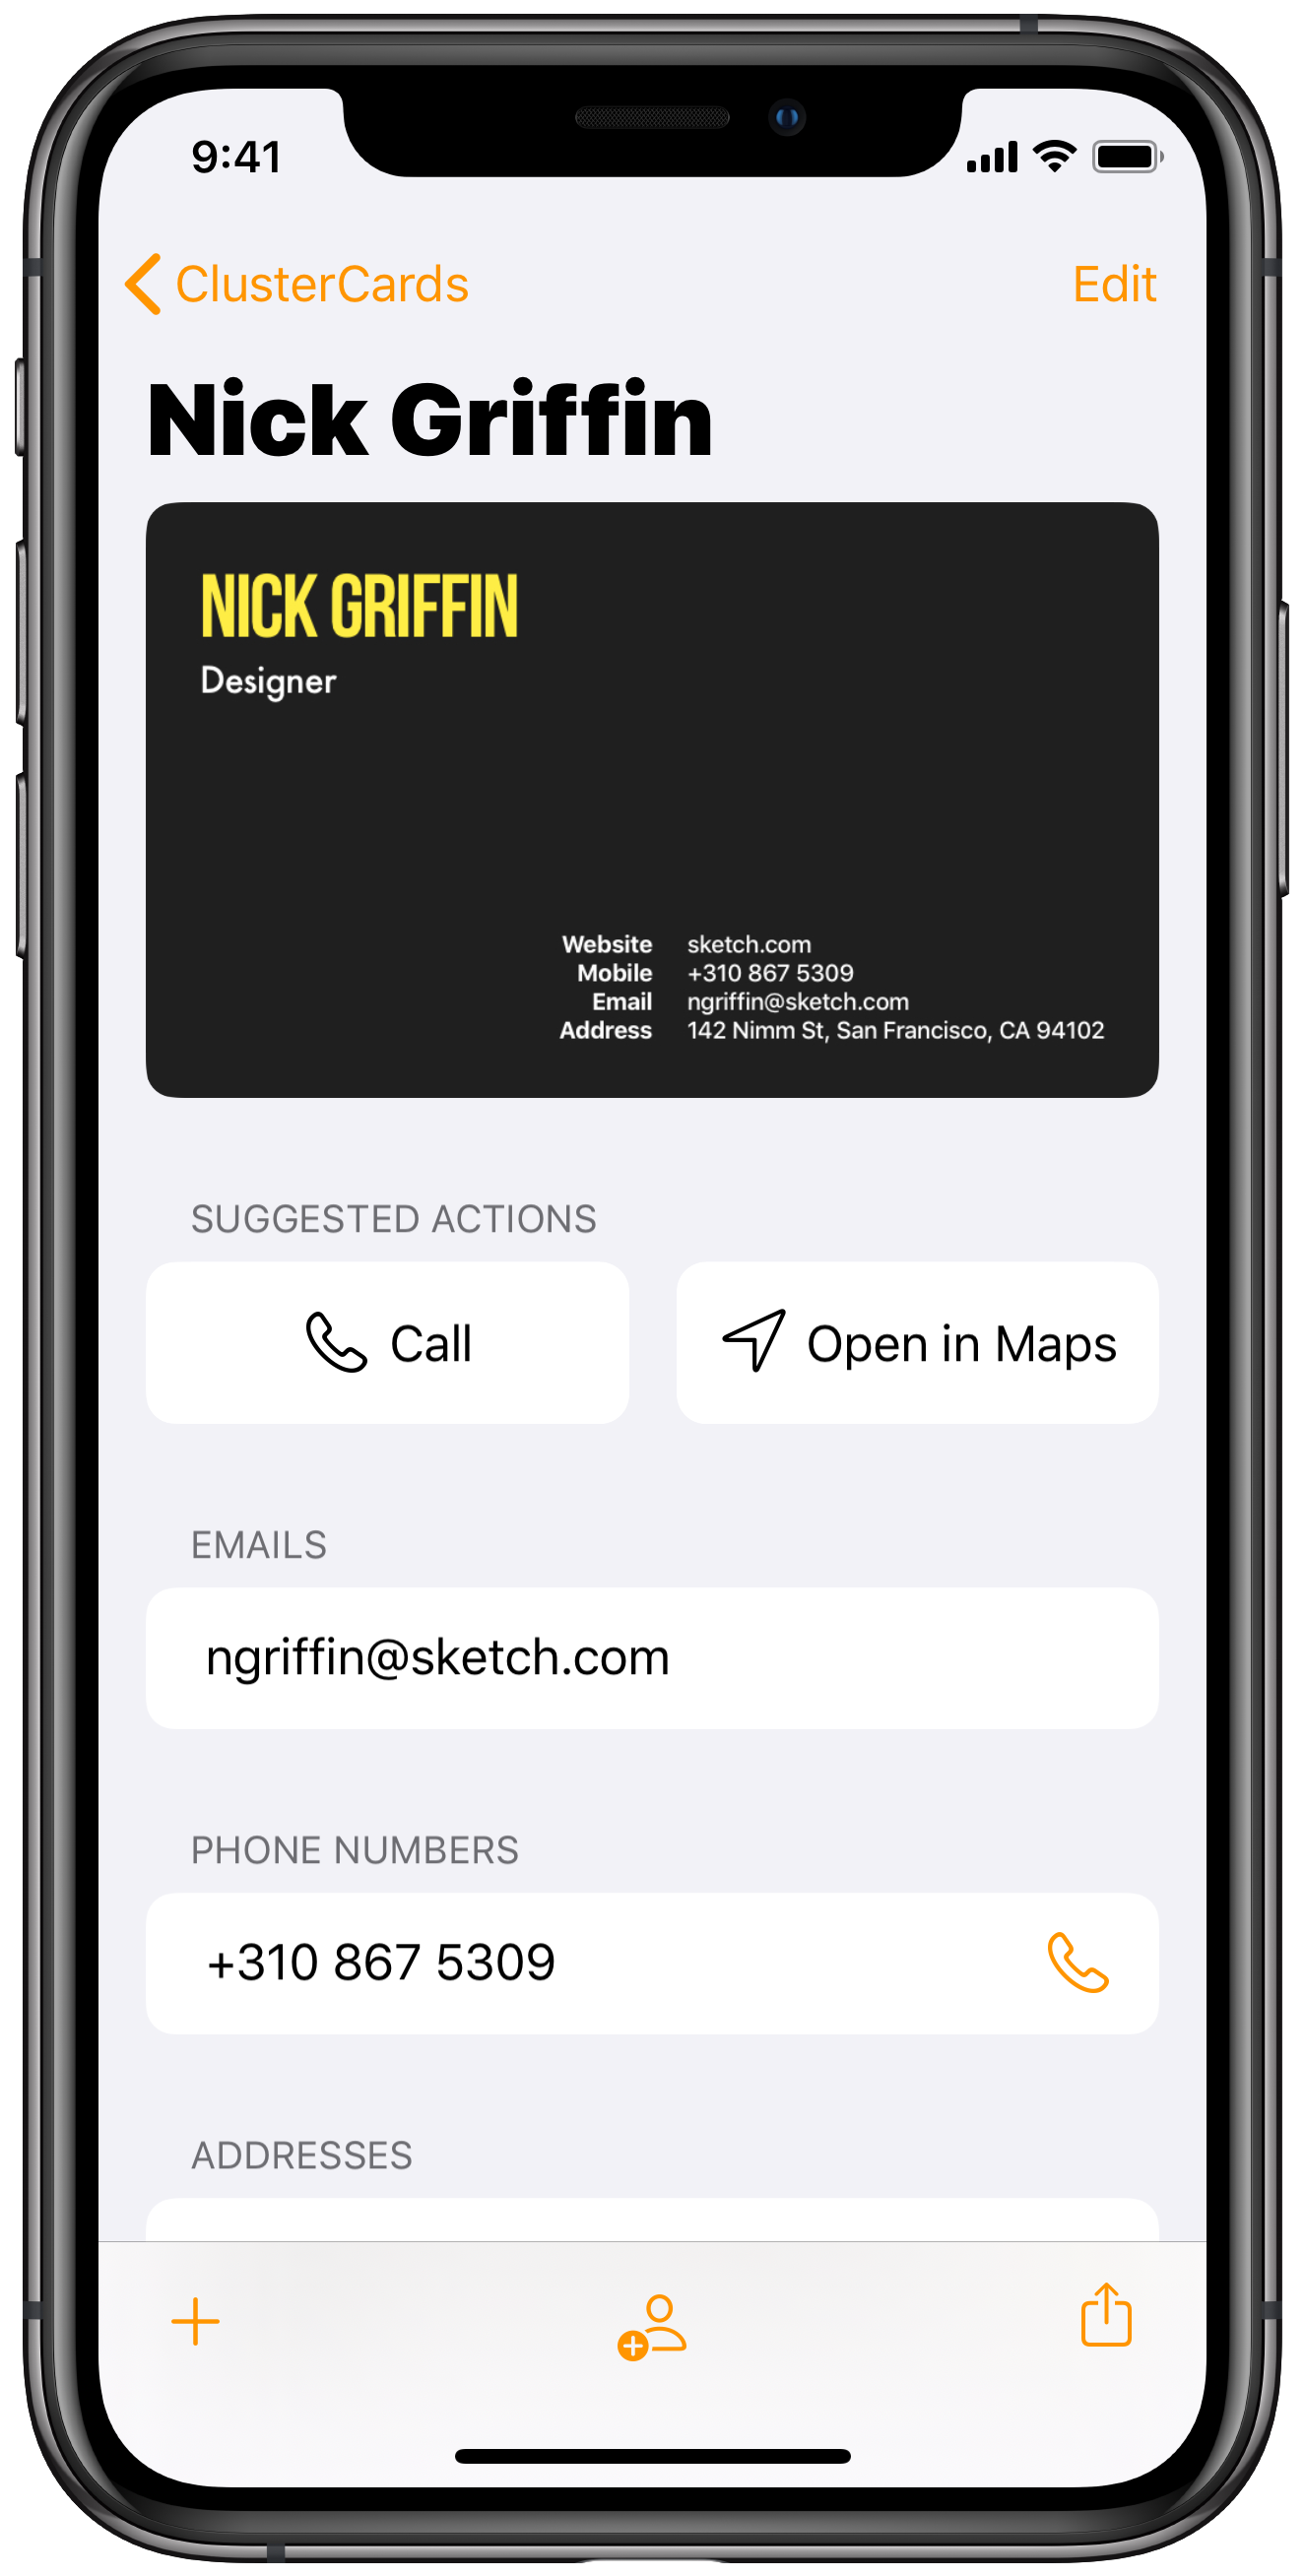 9:41
ClusterCards Edit
Nick Griffin
NICK GRIFFIN
Designer
Website sketch.com
Mobile +310 867 5309
Email ngriffin@sketch.com
Address 142 Nimm St, San Francisco, CA 94102
SUGGESTED ACTIONS
Call Open in Maps
EMAILS
ngriffin@sketch.com
PHONE NUMBERS
+310 867 5309
ADDRESSES